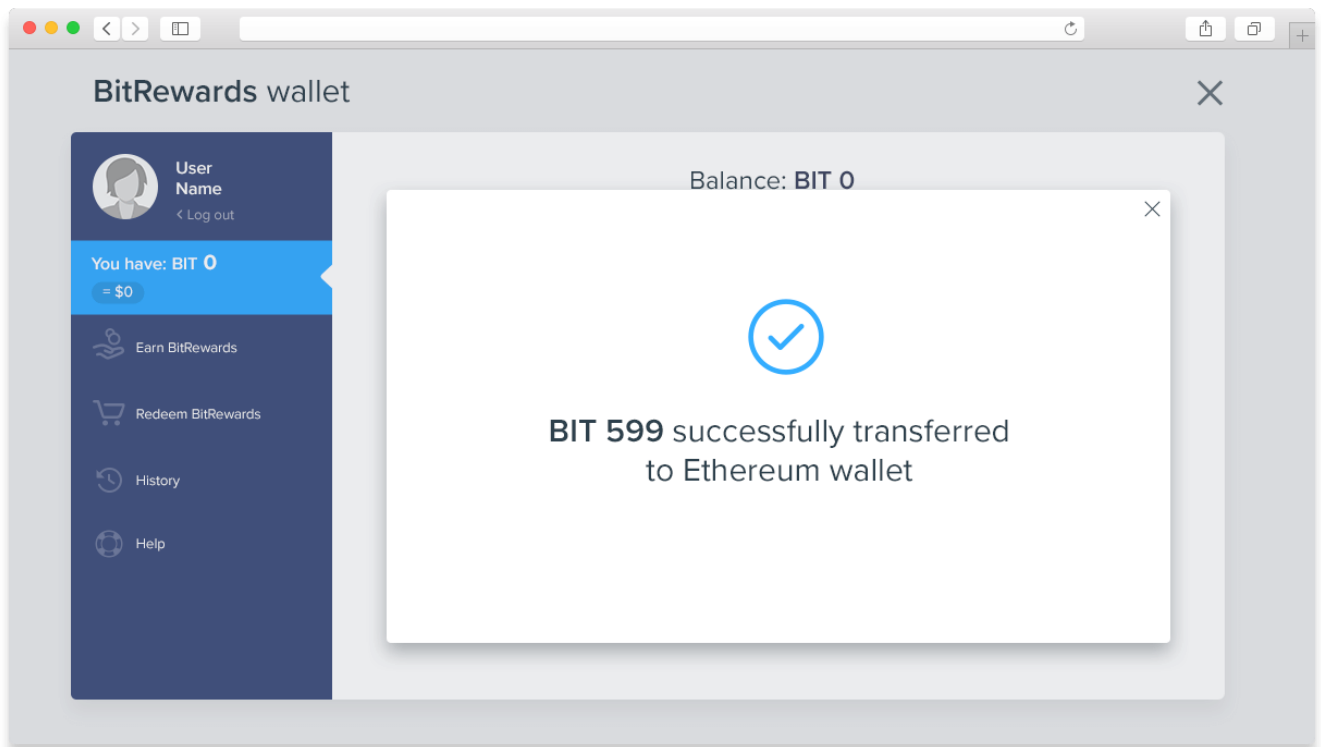 BitRewards wallet
User
Name
< Log out
You have: BIT 0
= $0
Earn BitRewards
Redeem BitRewards
History
Help
Balance: BIT 0
BIT 599 successfully transferred
to Ethereum wallet